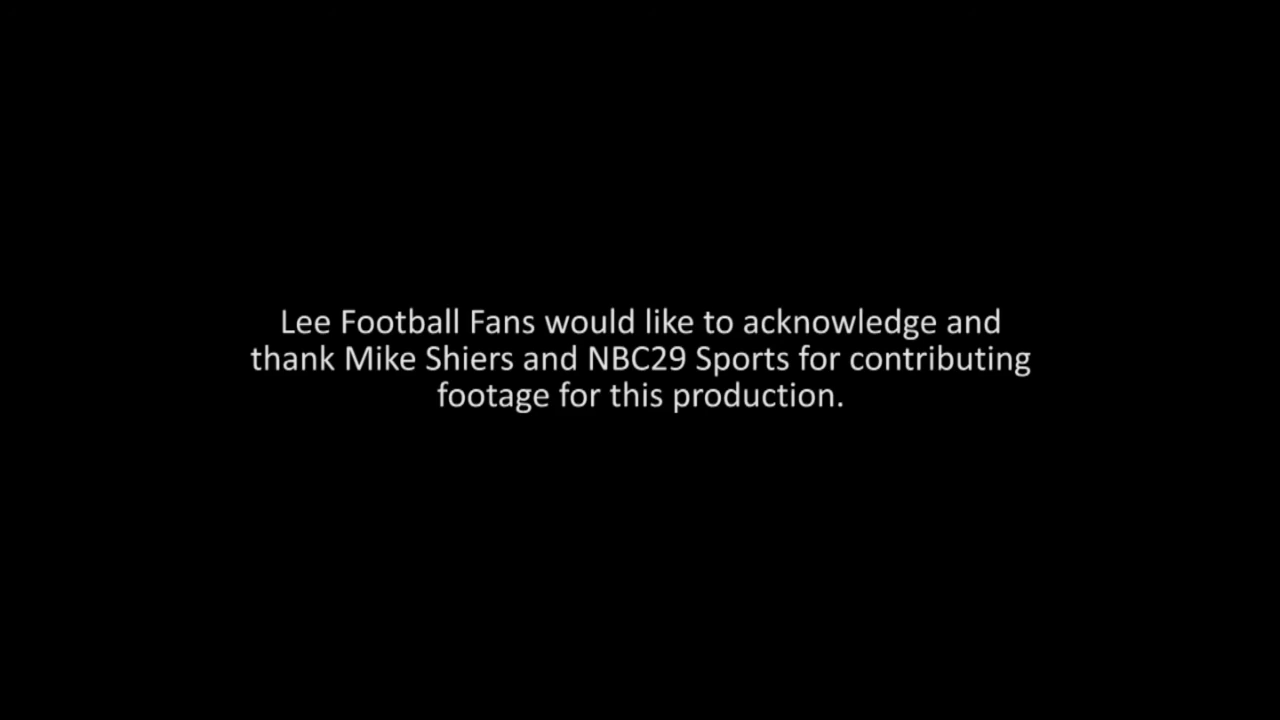 Lee Football Fans would like to acknowledge and
thank Mike Shiers and NBC29 Sports for contributing
footage for this production.